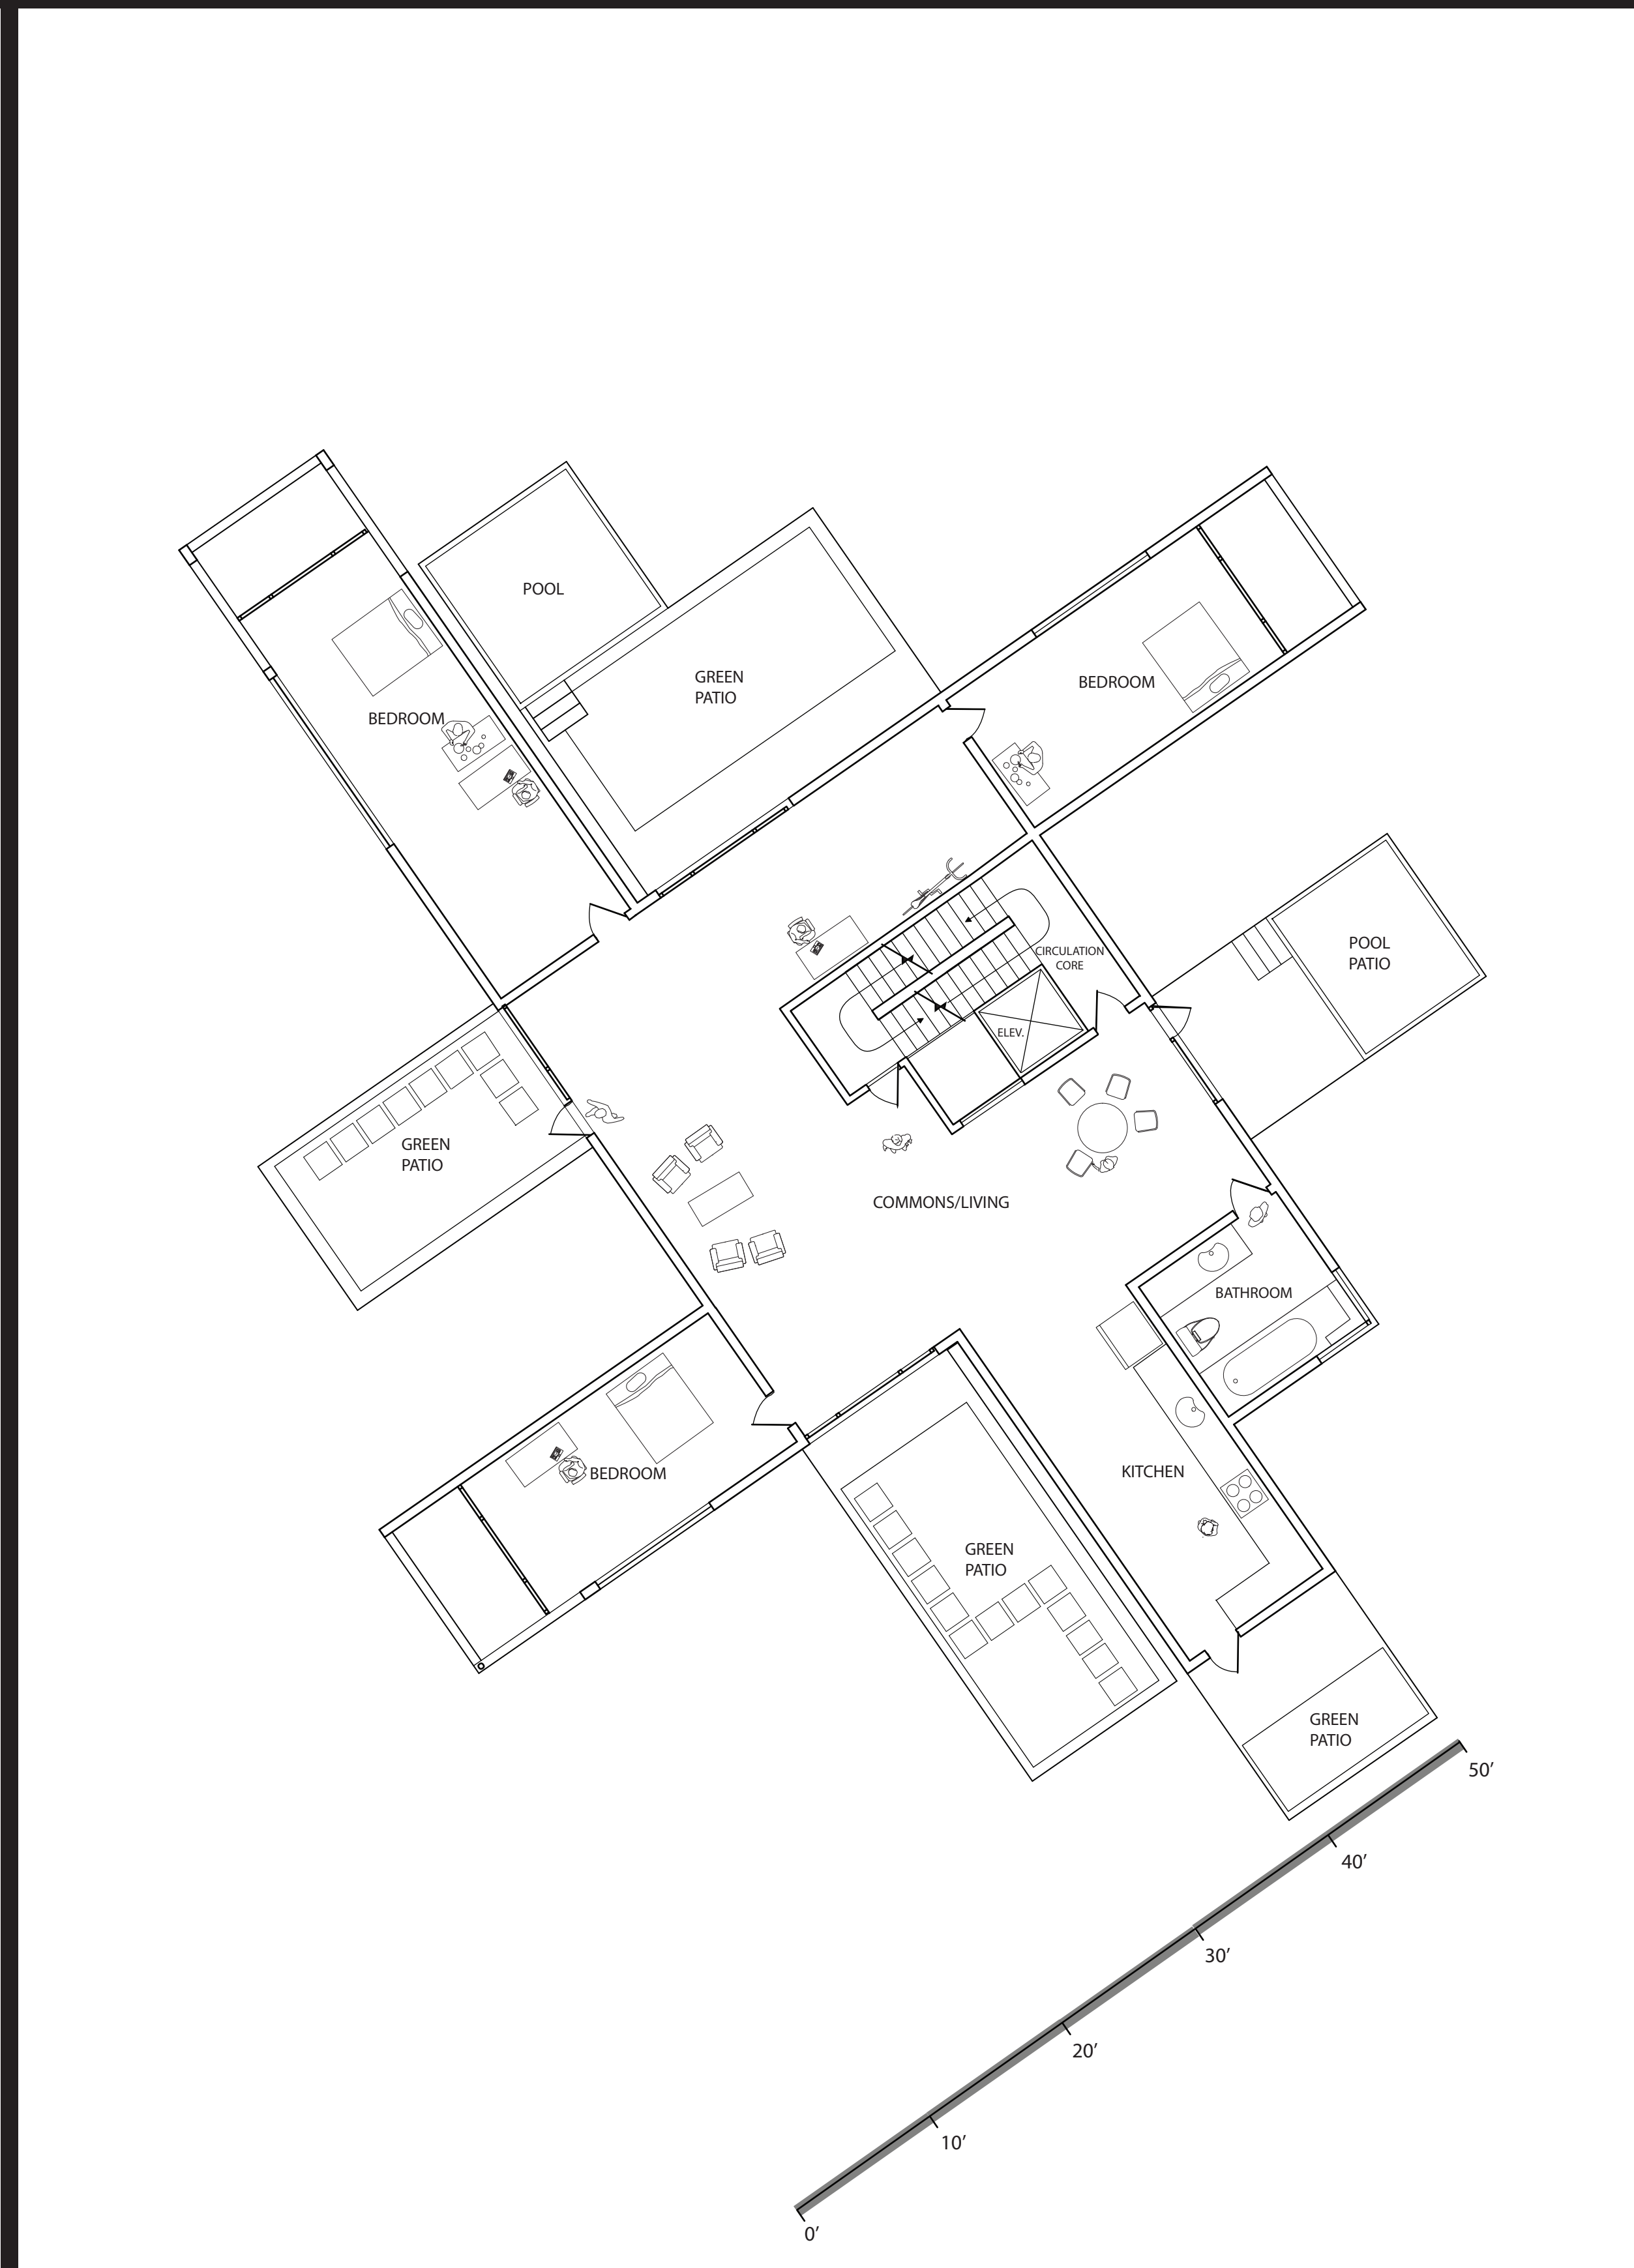 POOL
GREEN
PATIO
BEDROOM
BEDROOM
CIRCULATION
CORE
POOL
PATIO
ELEV.
GREEN
PATIO
COMMONS/LIVING
BATHROOM
BEDROOM
KITCHEN
GREEN
PATIO
GREEN
PATIO
50’
40’
30’
20’
10’
0’